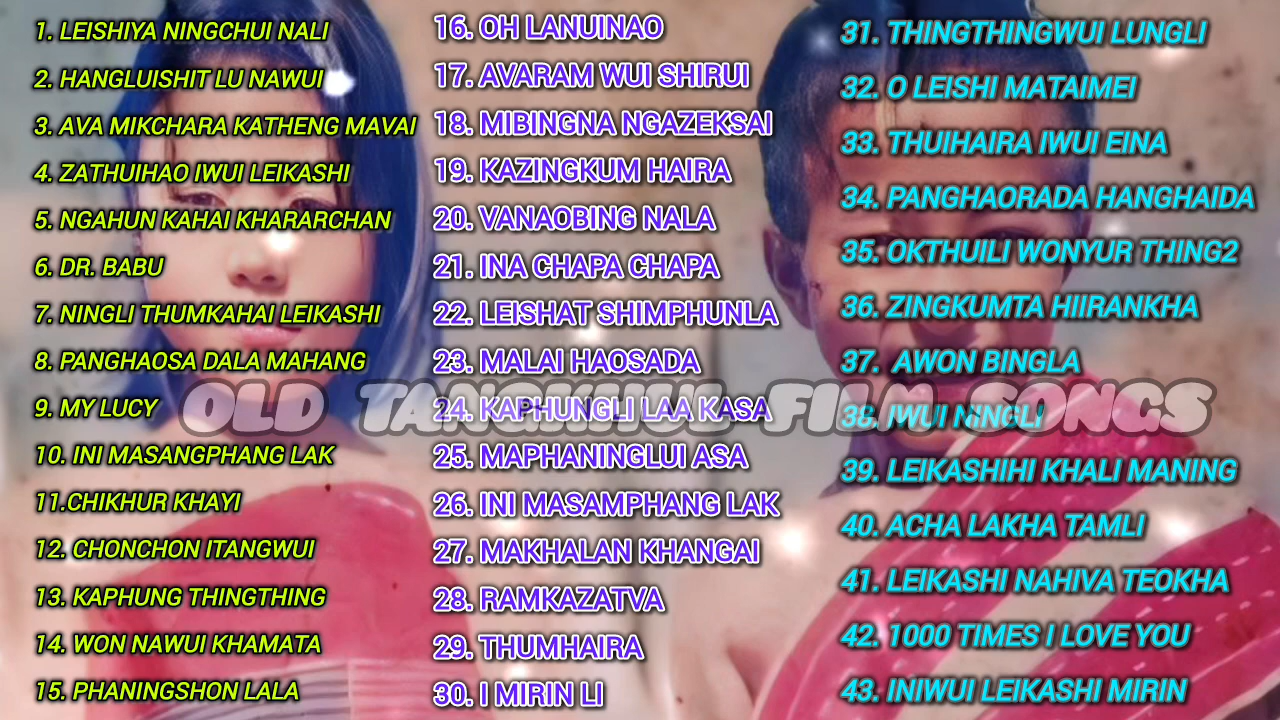 1. LEISHIYA NINGCHUI NALI
2. HANGLUISHIT LU NAWUI
3. AVA MIKCHARA KATHENG MAVAI
4. ZATHUIHAO IWUI LEIKASHI
5. NGAHUN KAHAI KHARARCHAN
6. DR. BABU
7. NINGLI THUMKAHAI LEIKASHI
8. PANGHAOSA DALA MAHANG
9. MY LUCY
10. INI MASANGPHANG LAK
11.CHIKHUR KHAYI
12. CHONCHON ITANGWUI
13. KAPHUNG THINGTHING
14. WON NAWUI KHAMATA
15. PHANINGSHON LALA
16. OH LANUINAO
17. AVARAM WUI SHIRUI
18. MIBINGNA NGAZEKSAI
19. KAZINGKUM HAIRA
20. VANAOBING NALA
21. INA CHAPA CHAPA
22. LEISHAT SHIMPHUNLA
23. MALAI HAOSADA
24. KAPHUNGLI LAA KASA
25. MAPHANINGLUI ASA
26. INI MASAMPHANG LAK
27. MAKHALAN KHANGAI
28. RAMKAZATVA
29. THUMHAIRA
30. I MIRIN LI
31. THINGTHINGWUI LUNGLI
32. O LEISHI MATAIMEI
33. THUIHAIRA IWUI EINA
34. PANGHAORADA HANGHAIDA
35. OKTHUILI WONYUR THING2
36. ZINGKUMTA HIIRANKHA
37. AWON BINGLA
38. IWUI NINGLI
39. LEIKASHIHI KHALI MANING
40. ACHA LAKHA TAMLI
41. LEIKASHI NAHIVA TEOKHA
42. 1000 TIMES I LOVE YOU
43. INIWUI LEIKASHI MIRIN
OLD TANGKHUL FILM SONGS